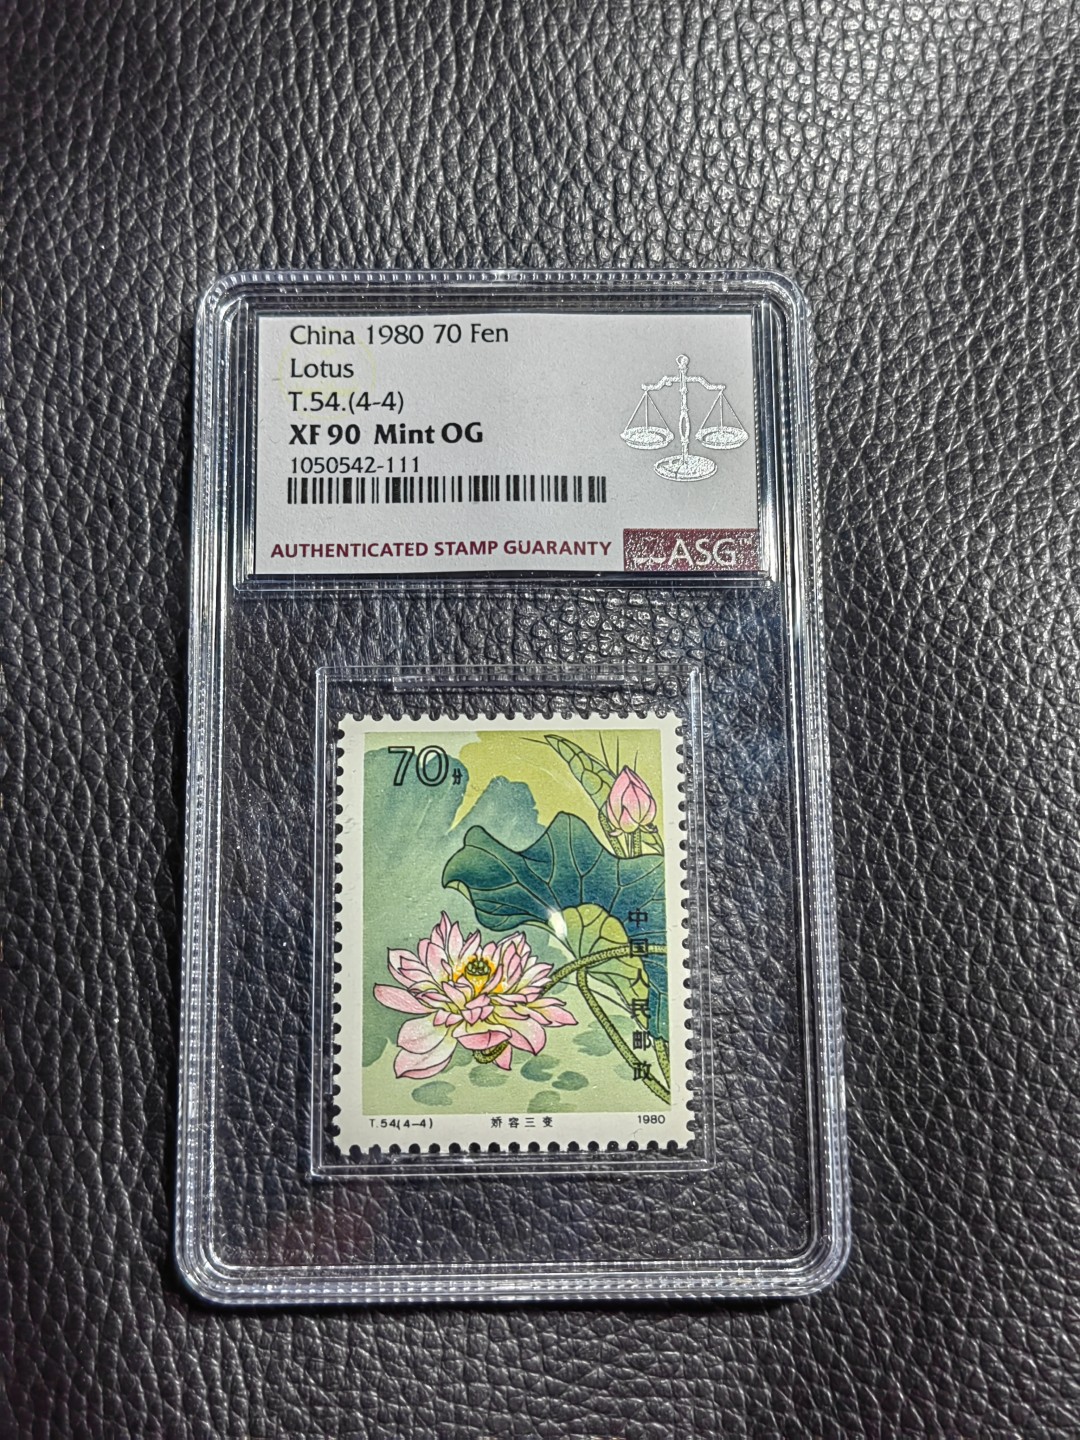 China 1980 70 Fen
Lotus
T.54.(4-4)
XF 90 Mint OG
1050542-111
AUTHENTICATED STAMP GUARANTY
ASG
70分
中国人民邮政
T.54(4-4) 娇容三变 1980